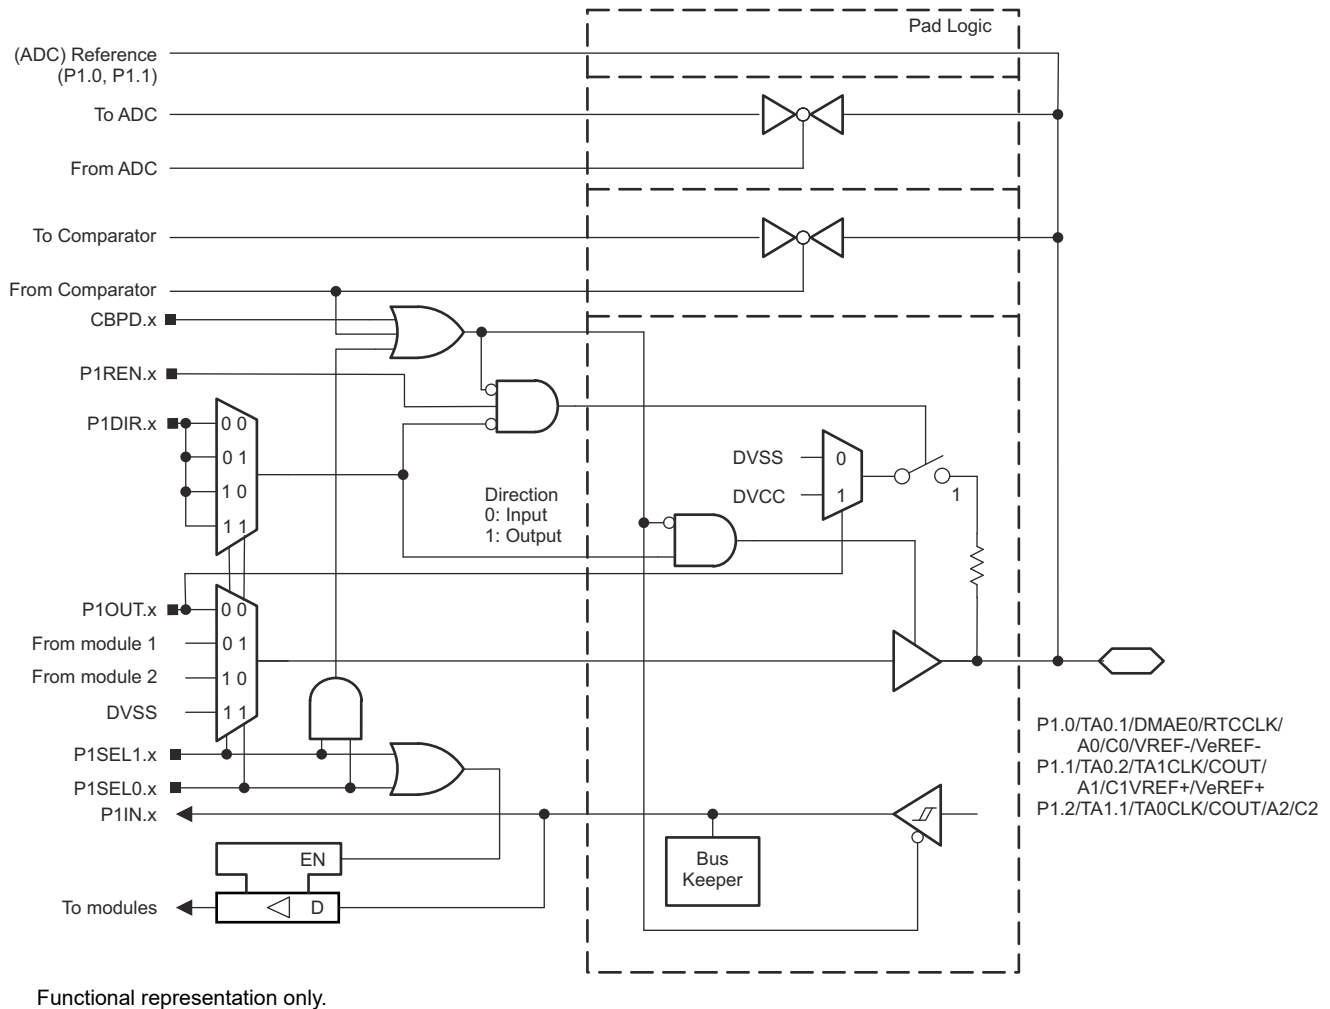 Pad Logic
(ADC) Reference
(P1.0, P1.1)
To ADC
From ADC
To Comparator
From Comparator
CBPD.x
P1REN.x
P1DIR.x
0 0
0 1
1 0
1 1
Direction
0: Input
1: Output
DVSS
0
DVCC
1
1
P1OUT.x
0 0
From module 1
0 1
From module 2
1 0
DVSS
1 1
P1SEL1.x
P1SEL0.x
P1IN.x
EN
Bus
Keeper
To modules
D
P1.0/TA0.1/DMAE0/RTCCLK/
A0/C0/VREF-/VeREF-
P1.1/TA0.2/TA1CLK/COUT/
A1/C1VREF+/VeREF+
P1.2/TA1.1/TA0CLK/COUT/A2/C2
Functional representation only.